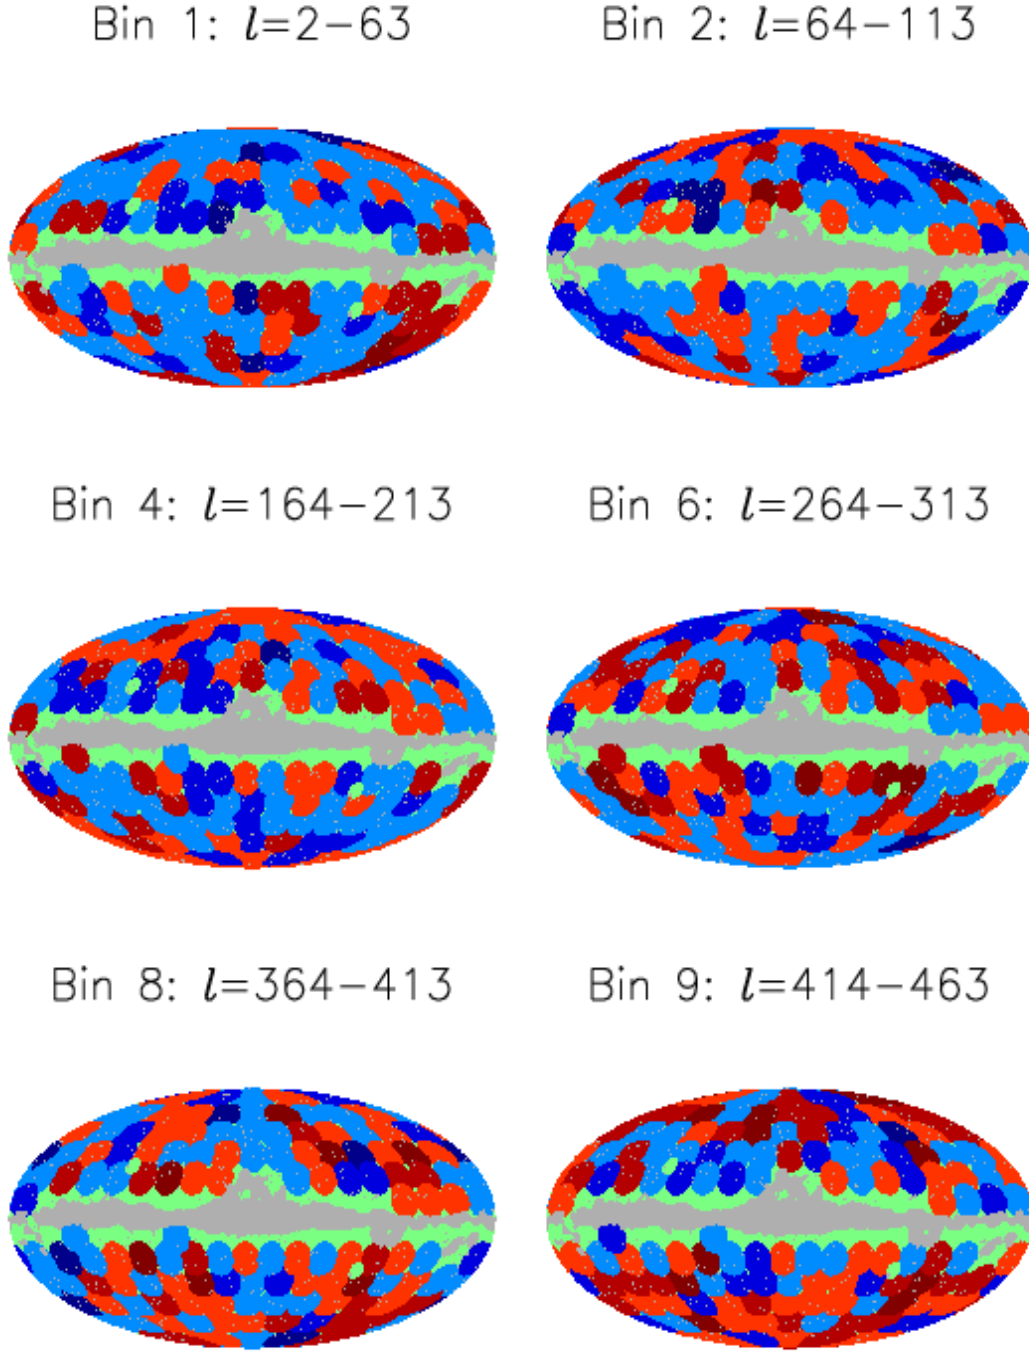 Bin 1: l=2-63
Bin 2: l=64-113
Bin 4: l=164-213
Bin 6: l=264-313
Bin 8: l=364-413
Bin 9: l=414-463